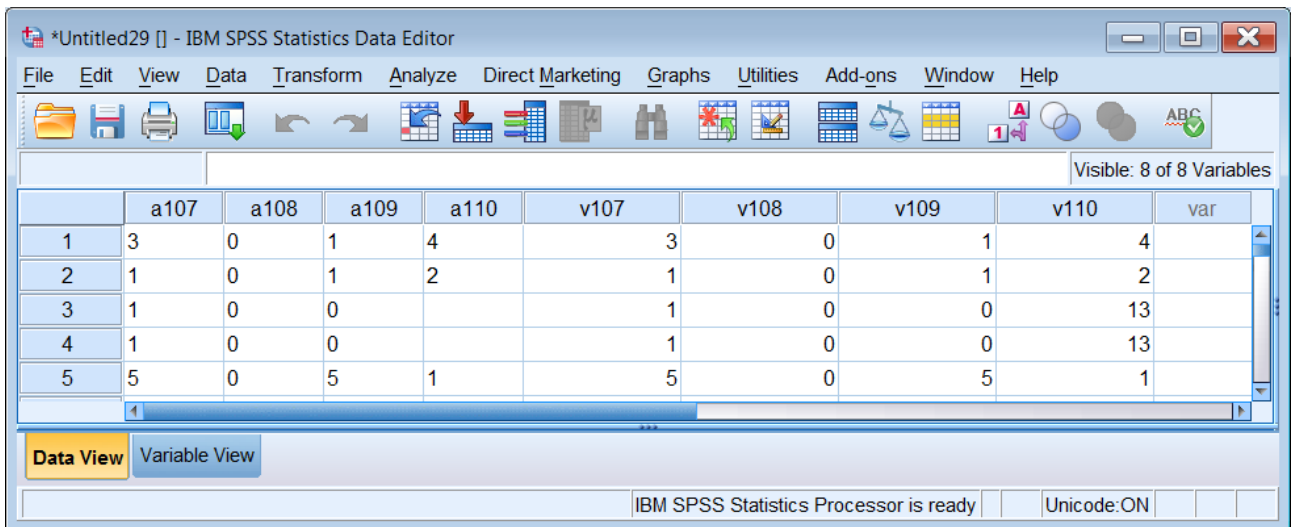 *Untitled29 [] - IBM SPSS Statistics Data Editor
File Edit View Data Transform Analyze Direct Marketing Graphs Utilities Add-ons Window Help
μ A 1 ABC
Visible: 8 of 8 Variables
a107 a108 a109 a110 v107 v108 v109 v110 var
1 3 0 1 4 3 0 1 4
2 1 0 1 2 1 0 1 2
3 1 0 0 1 0 0 13
4 1 0 0 1 0 0 13
5 5 0 5 1 5 0 5 1
Data View Variable View
IBM SPSS Statistics Processor is ready Unicode:ON